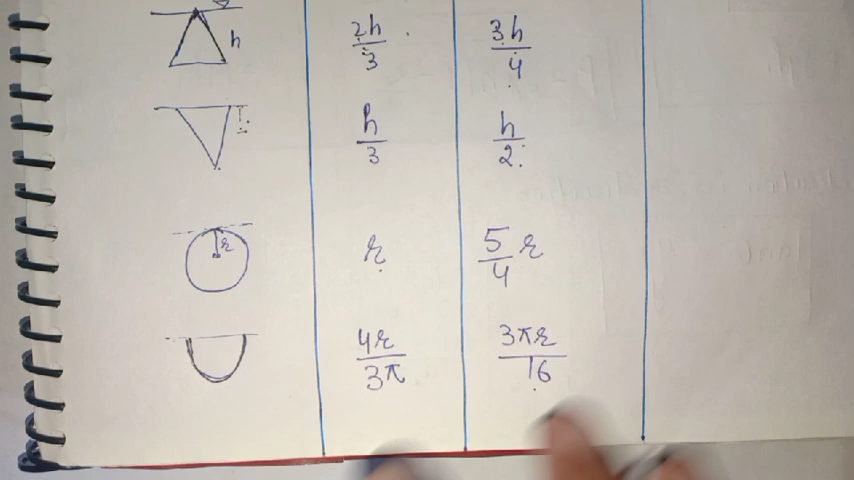 h 2h/3 3h/4
h/3 h/2
r r 5/4 r
4r/3π 3πr/16